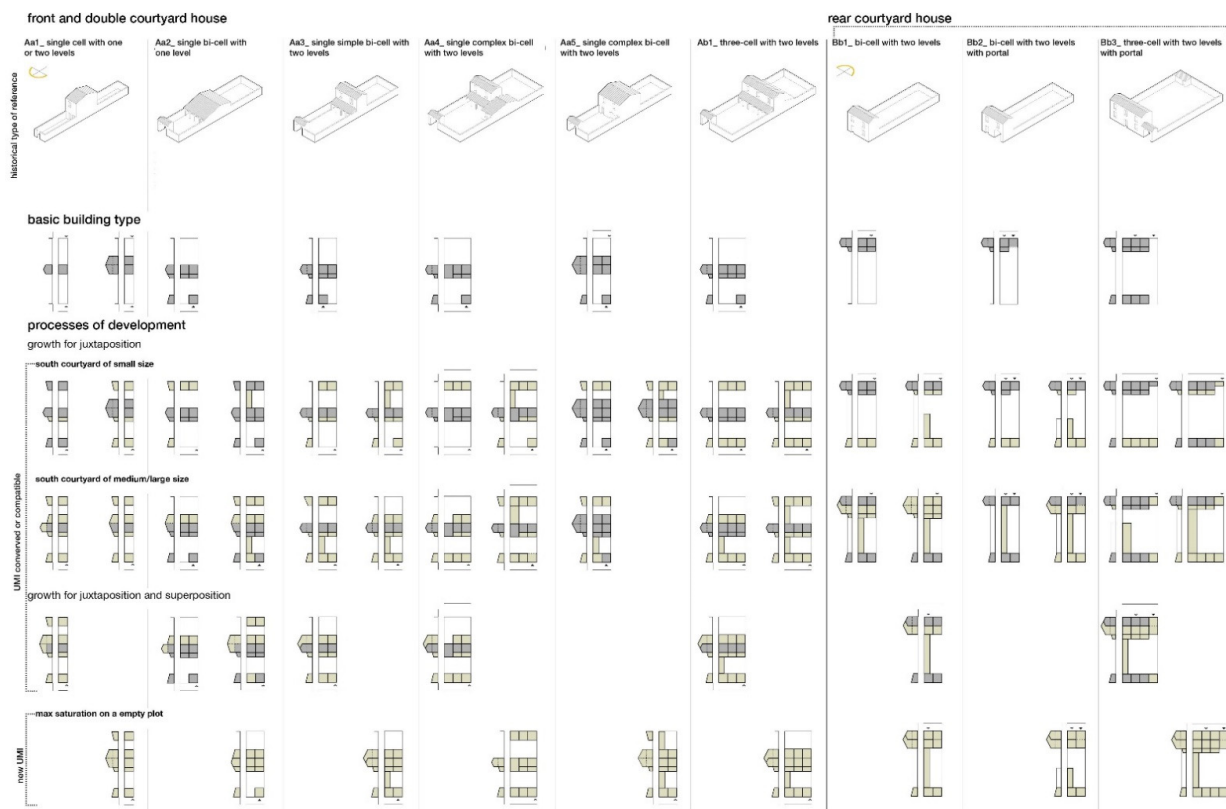 front and double courtyard house
rear courtyard house
Aa1_ single cell with one
or two levels
Aa2_ single bi-cell with
one level
Aa3_ single simple bi-cell with
two levels
Aa4_ single complex bi-cell
with two levels
Aa5_ single complex bi-cell
with two levels
Ab1_ three-cell with two levels
Bb1_ bi-cell with two levels
Bb2_ bi-cell with two levels
with portal
Bb3_ three-cell with two levels
with portal
historical type of reference
basic building type
processes of development
growth for juxtaposition
south courtyard of small size
south courtyard of medium/large size
UMI converved or compatible
growth for juxtaposition and superposition
max saturation on a empty plot
new UMI